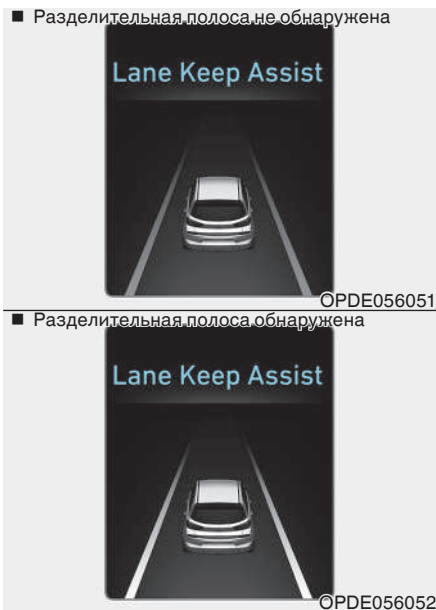 ■ Разделительная полоса не обнаружена
Lane Keep Assist
OPDE056051
■ Разделительная полоса обнаружена
Lane Keep Assist
OPDE056052